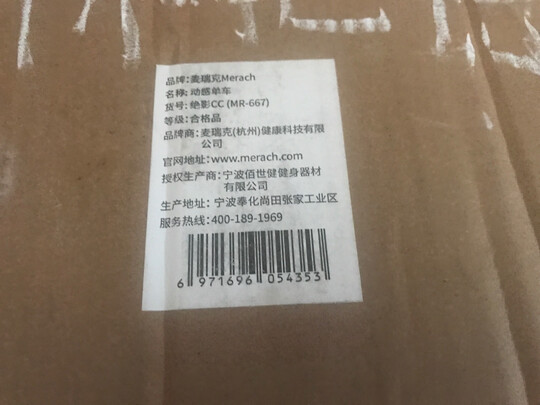 品牌：麦瑞克Merach
名称：动感单车
货号：绝影CC (MR-667)
等级：合格品
品牌商：麦瑞克(杭州)健康科技有限
公司
官网地址：www.merach.com
授权生产商：宁波佰世健健身器材
有限公司
生产地址：宁波奉化尚田张家工业区
服务热线：400-189-1969
6 971696 054353